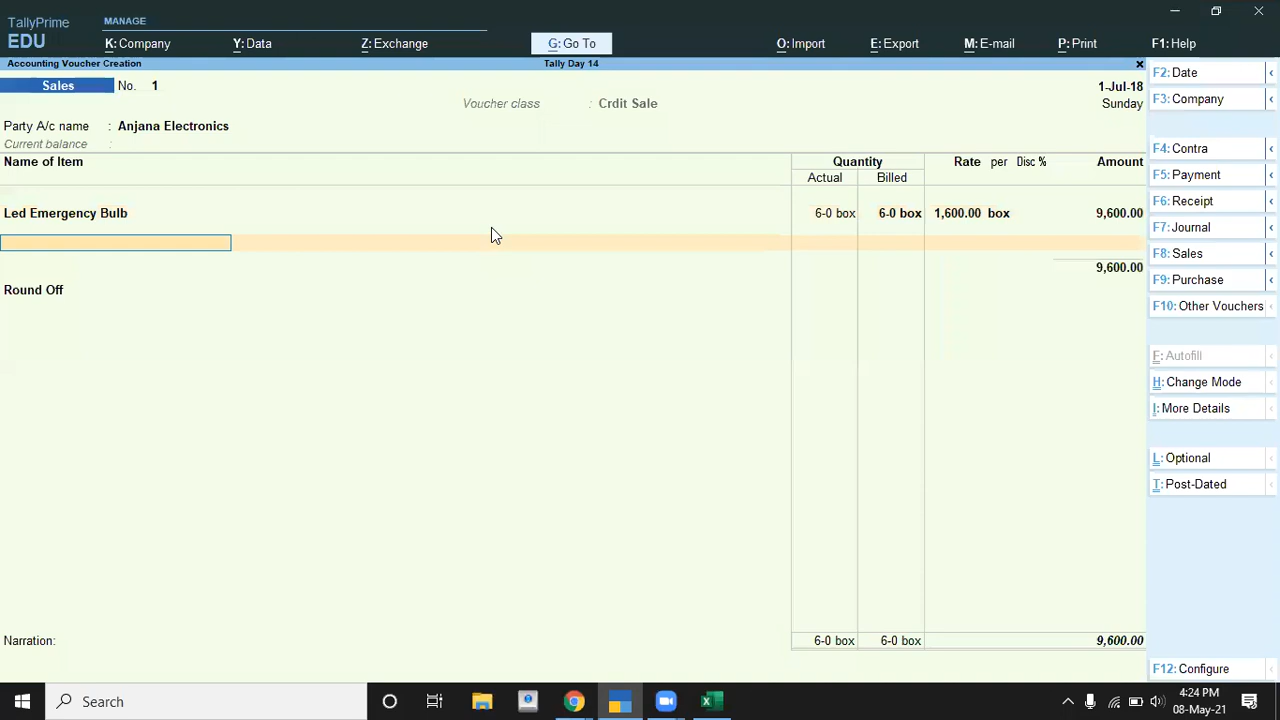 TallyPrime
EDU
MANAGE
K: Company
Y: Data
Z: Exchange
G: Go To
O: Import
E: Export
M: E-mail
P: Print
F1: Help
Accounting Voucher Creation
Tally Day 14
Sales No. 1
1-Jul-18
Voucher class : Crdit Sale
Sunday
Party A/c name : Anjana Electronics
Current balance :
Name of Item
Quantity
Rate per Disc %
Amount
Actual
Billed
Led Emergency Bulb
6-0 box
6-0 box
1,600.00 box
9,600.00
9,600.00
Round Off
Narration:
6-0 box
6-0 box
9,600.00
F2: Date
F3: Company
F4: Contra
F5: Payment
F6: Receipt
F7: Journal
F8: Sales
F9: Purchase
F10: Other Vouchers
F: Autofill
H: Change Mode
I: More Details
L: Optional
T: Post-Dated
F12: Configure
Search
4:24 PM
08-May-21